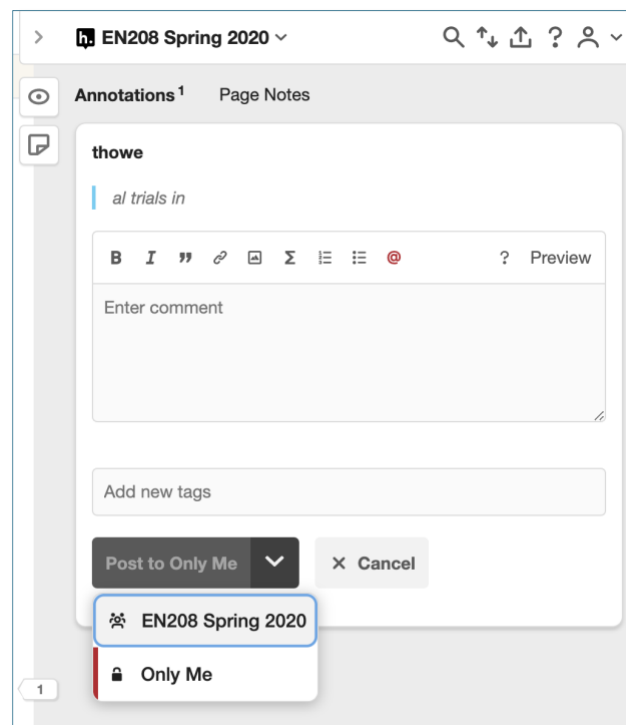 h. EN208 Spring 2020
Annotations 1 Page Notes
thowe
al trials in
B I " Σ @ ? Preview
Enter comment
Add new tags
Post to Only Me × Cancel
EN208 Spring 2020
Only Me
1